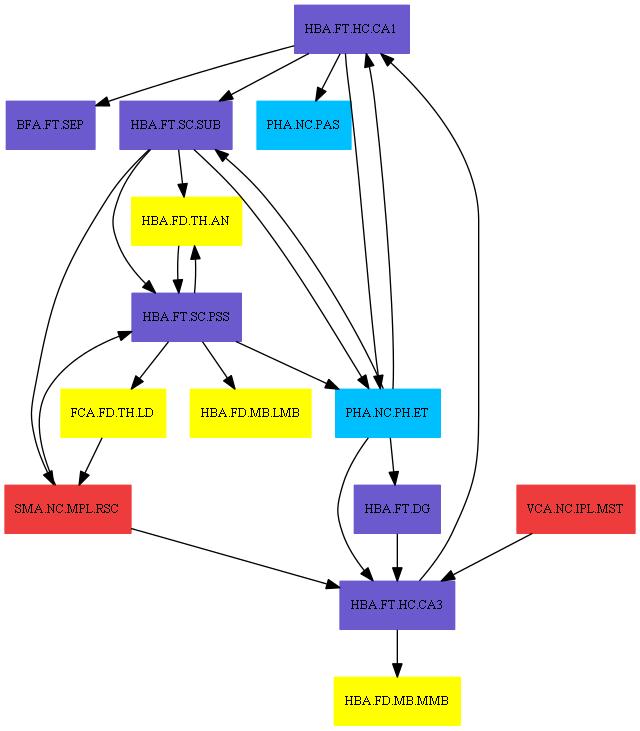 HBA.FT.HC.CA1
BFA.FT.SEP
HBA.FT.SC.SUB
PHA.NC.PAS
HBA.FD.TH.AN
HBA.FT.SC.PSS
FCA.FD.TH.LD
HBA.FD.MB.LMB
PHA.NC.PH.ET
SMA.NC.MPL.RSC
HBA.FT.DG
VCA.NC.IPL.MST
HBA.FT.HC.CA3
HBA.FD.MB.MMB